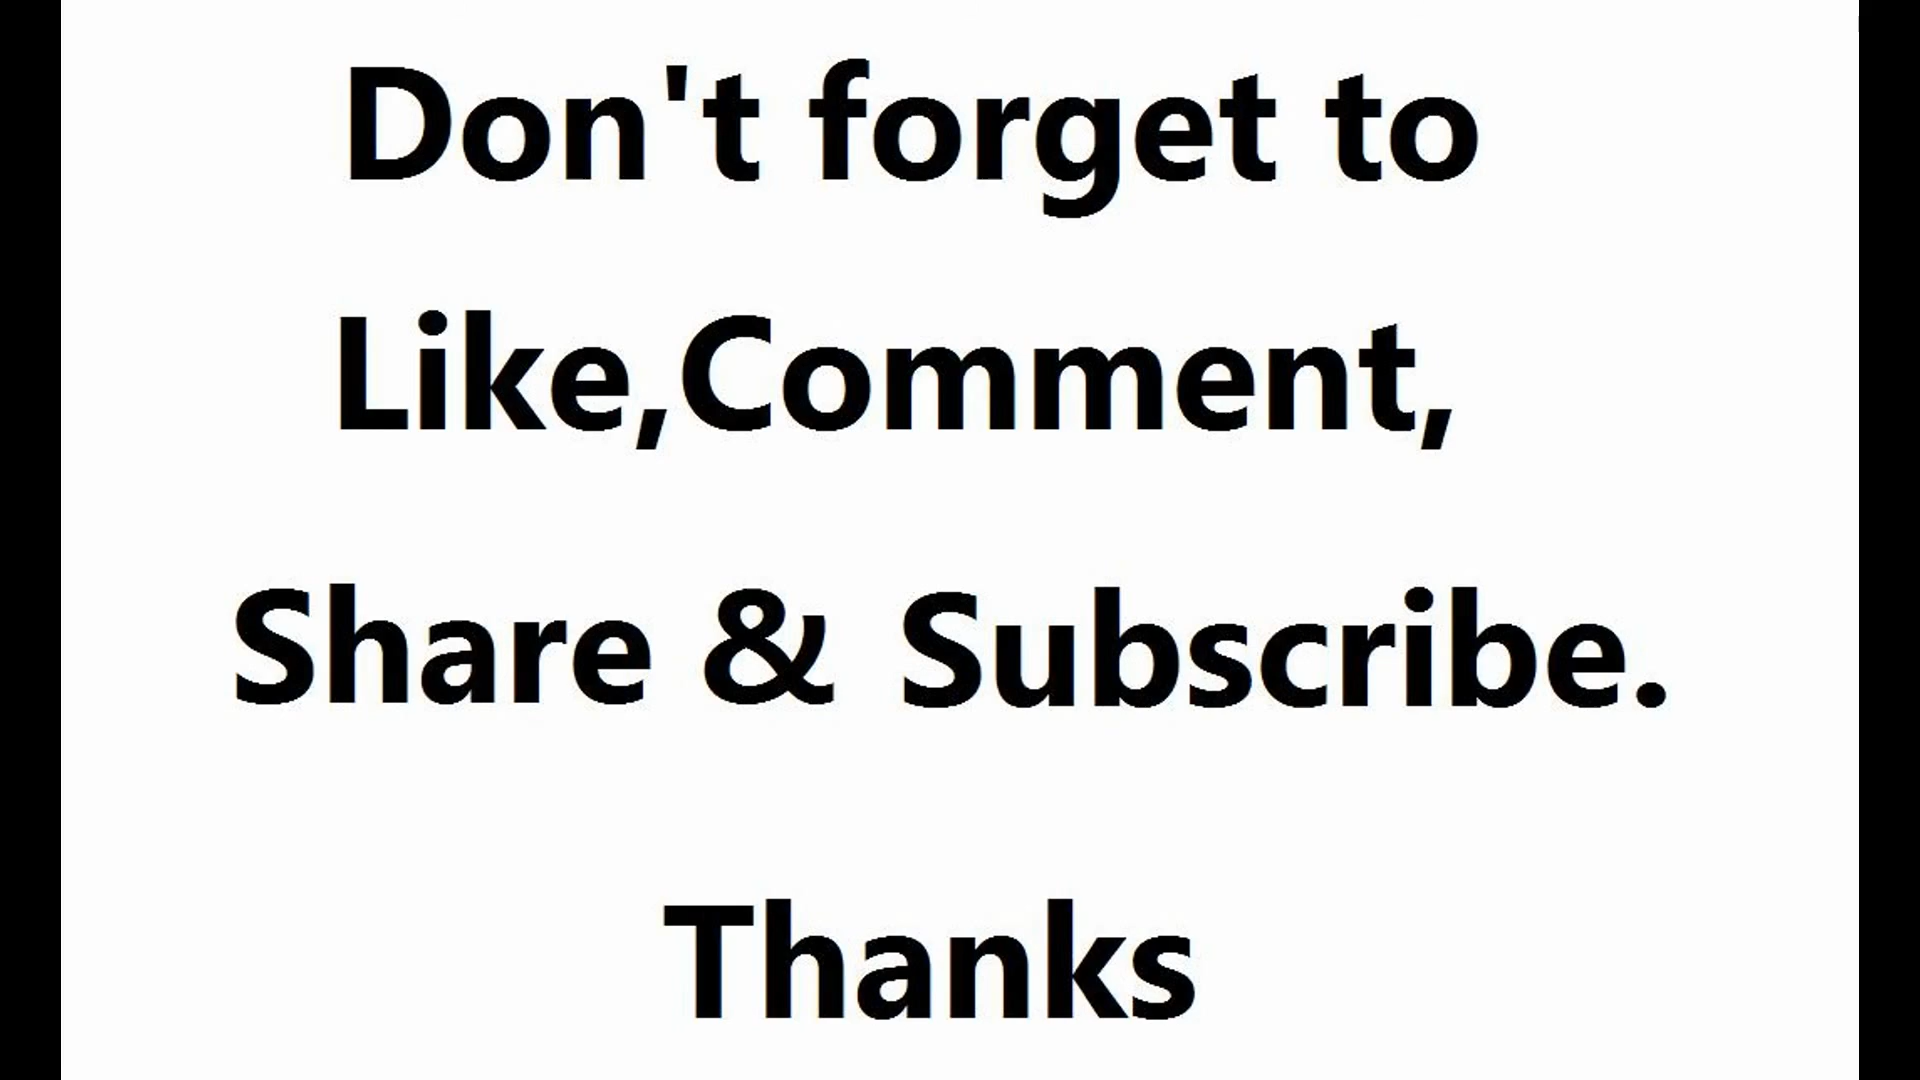 Don't forget to
Like,Comment,
Share & Subscribe.
Thanks